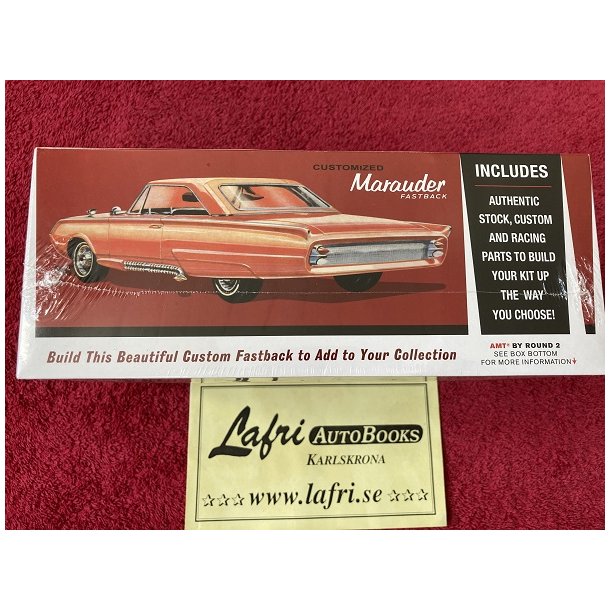 CUSTOMIZED
Marauder
FASTBACK
INCLUDES
AUTHENTIC
STOCK, CUSTOM
AND RACING
PARTS TO BUILD
YOUR KIT UP
THE WAY
YOU CHOOSE!
Build This Beautiful Custom Fastback to Add to Your Collection
AMT® BY ROUND 2
SEE BOX BOTTOM
FOR MORE INFORMATION
Lafri AUTOBOOKS
KARLSKRONA
www.lafri.se